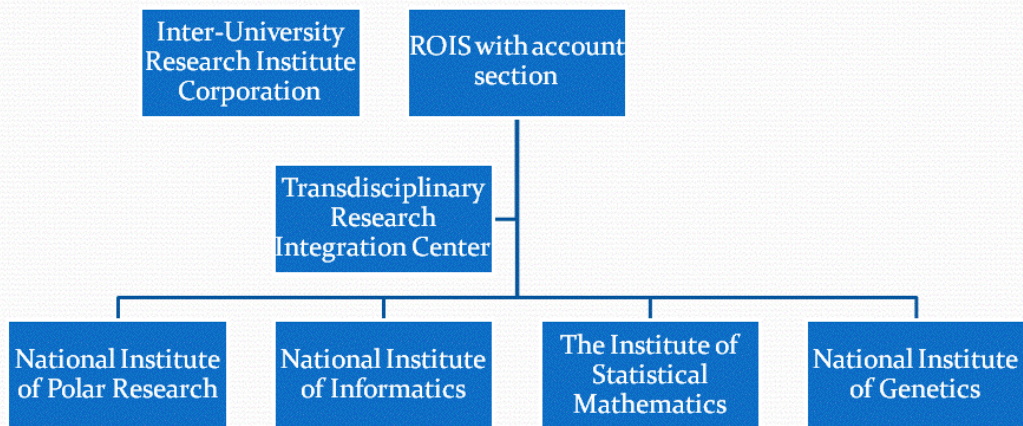 Inter-University
Research Institute
Corporation
ROIS with account
section
Transdisciplinary
Research
Integration Center
National Institute
of Polar Research
National Institute
of Informatics
The Institute of
Statistical
Mathematics
National Institute
of Genetics